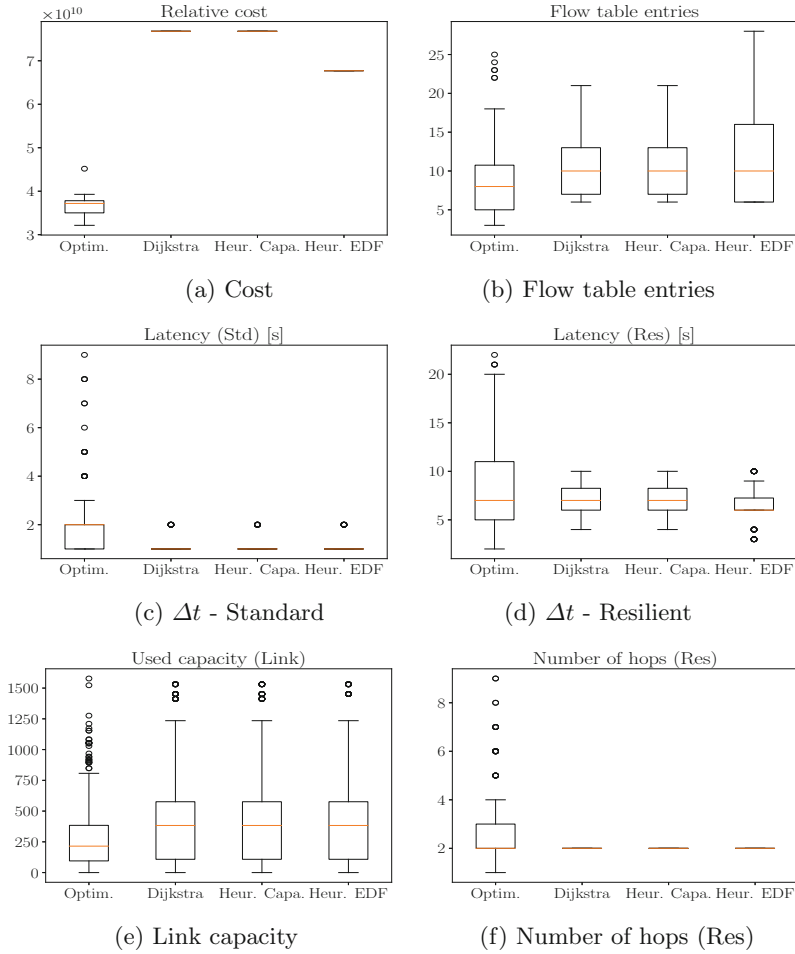 Relative cost
×10¹⁰
7
6
5
4
3
Optim. Dijkstra Heur. Capa. Heur. EDF
(a) Cost
Flow table entries
25
20
15
10
5
Optim. Dijkstra Heur. Capa. Heur. EDF
(b) Flow table entries
Latency (Std) [s]
8
6
4
2
Optim. Dijkstra Heur. Capa. Heur. EDF
(c) Δt - Standard
Latency (Res) [s]
20
15
10
5
Optim. Dijkstra Heur. Capa. Heur. EDF
(d) Δt - Resilient
Used capacity (Link)
1500
1250
1000
750
500
250
0
Optim. Dijkstra Heur. Capa. Heur. EDF
(e) Link capacity
Number of hops (Res)
8
6
4
2
Optim. Dijkstra Heur. Capa. Heur. EDF
(f) Number of hops (Res)